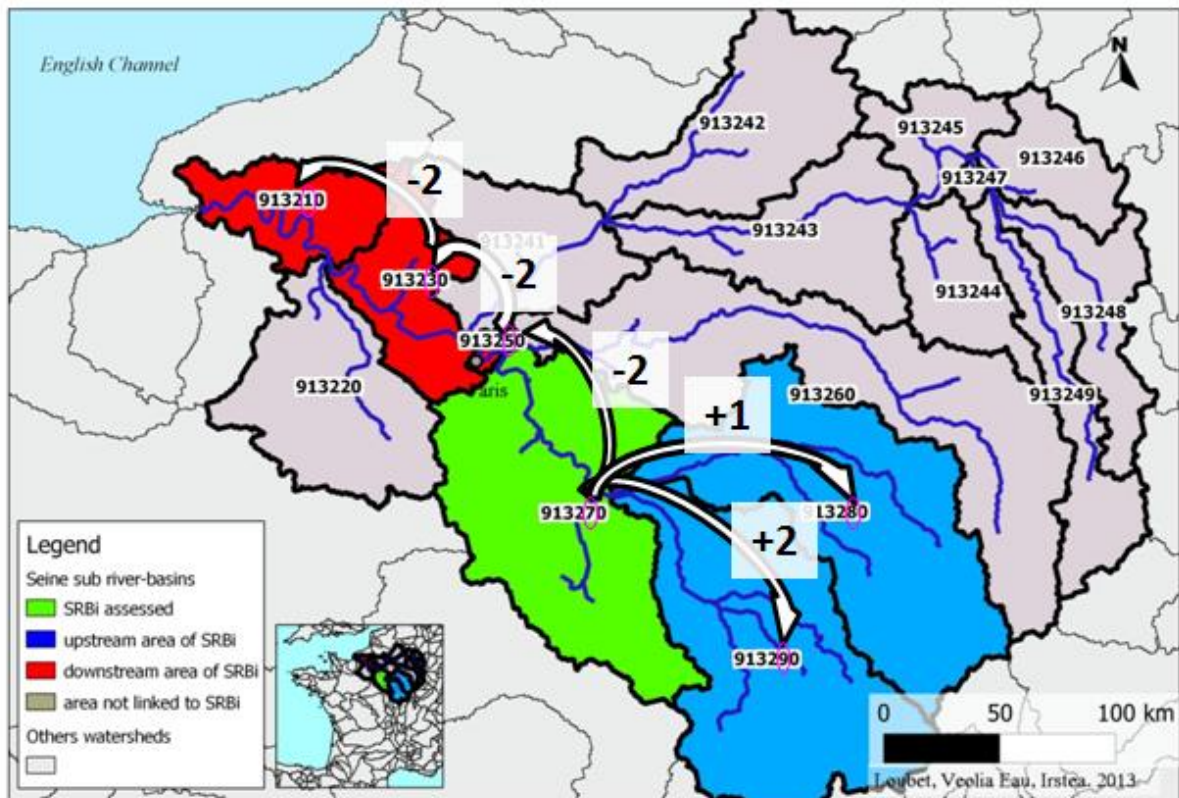 English Channel
N
913242
913245
913246
-2
913247
913210
913243
913241
-2
913230
913244
913248
913250
913220
-2
Paris
913260
913249
+1
913270
913280
+2
913290
Legend
Seine sub river-basins
SRBi assessed
upstream area of SRBi
downstream area of SRBi
area not linked to SRBi
Others watersheds
0 50 100 km
Loubet, Veolia Eau, Irstea. 2013